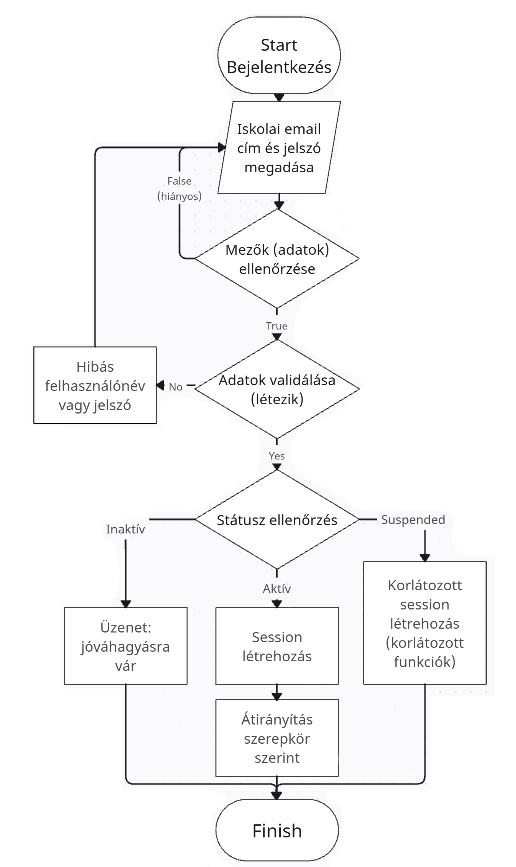 Start
Bejelentkezés
Iskolai email
cím és jelszó
megadása
False
(hiányos)
Mezők (adatok)
ellenőrzése
True
Hibás
felhasználónév
vagy jelszó
No
Adatok validálása
(létezik)
Yes
Státusz ellenőrzés
Inaktív
Suspended
Aktív
Üzenet:
jóváhagyásra
vár
Session
létrehozás
Korlátozott
session
létrehozás
(korlátozott
funkciók)
Átirányítás
szerepkör
szerint
Finish